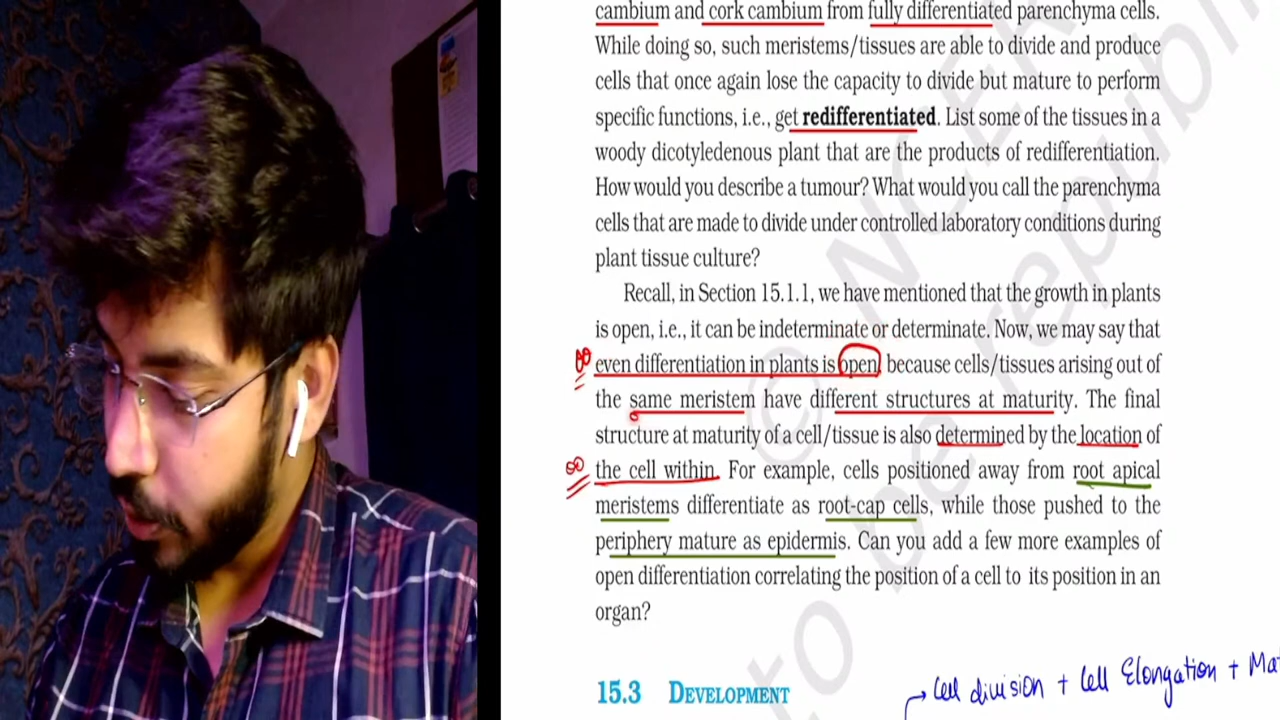 cambium and cork cambium from fully differentiated parenchyma cells.
While doing so, such meristems/tissues are able to divide and produce
cells that once again lose the capacity to divide but mature to perform
specific functions, i.e., get redifferentiated. List some of the tissues in a
woody dicotyledenous plant that are the products of redifferentiation.
How would you describe a tumour? What would you call the parenchyma
cells that are made to divide under controlled laboratory conditions during
plant tissue culture?
Recall, in Section 15.1.1, we have mentioned that the growth in plants
is open, i.e., it can be indeterminate or determinate. Now, we may say that
even differentiation in plants is open, because cells/tissues arising out of
the same meristem have different structures at maturity. The final
structure at maturity of a cell/tissue is also determined by the location of
the cell within. For example, cells positioned away from root apical
meristems differentiate as root-cap cells, while those pushed to the
periphery mature as epidermis. Can you add a few more examples of
open differentiation correlating the position of a cell to its position in an
organ?
15.3 DEVELOPMENT
Cell division + Cell Elongation + Mat
© NCERT
to republi